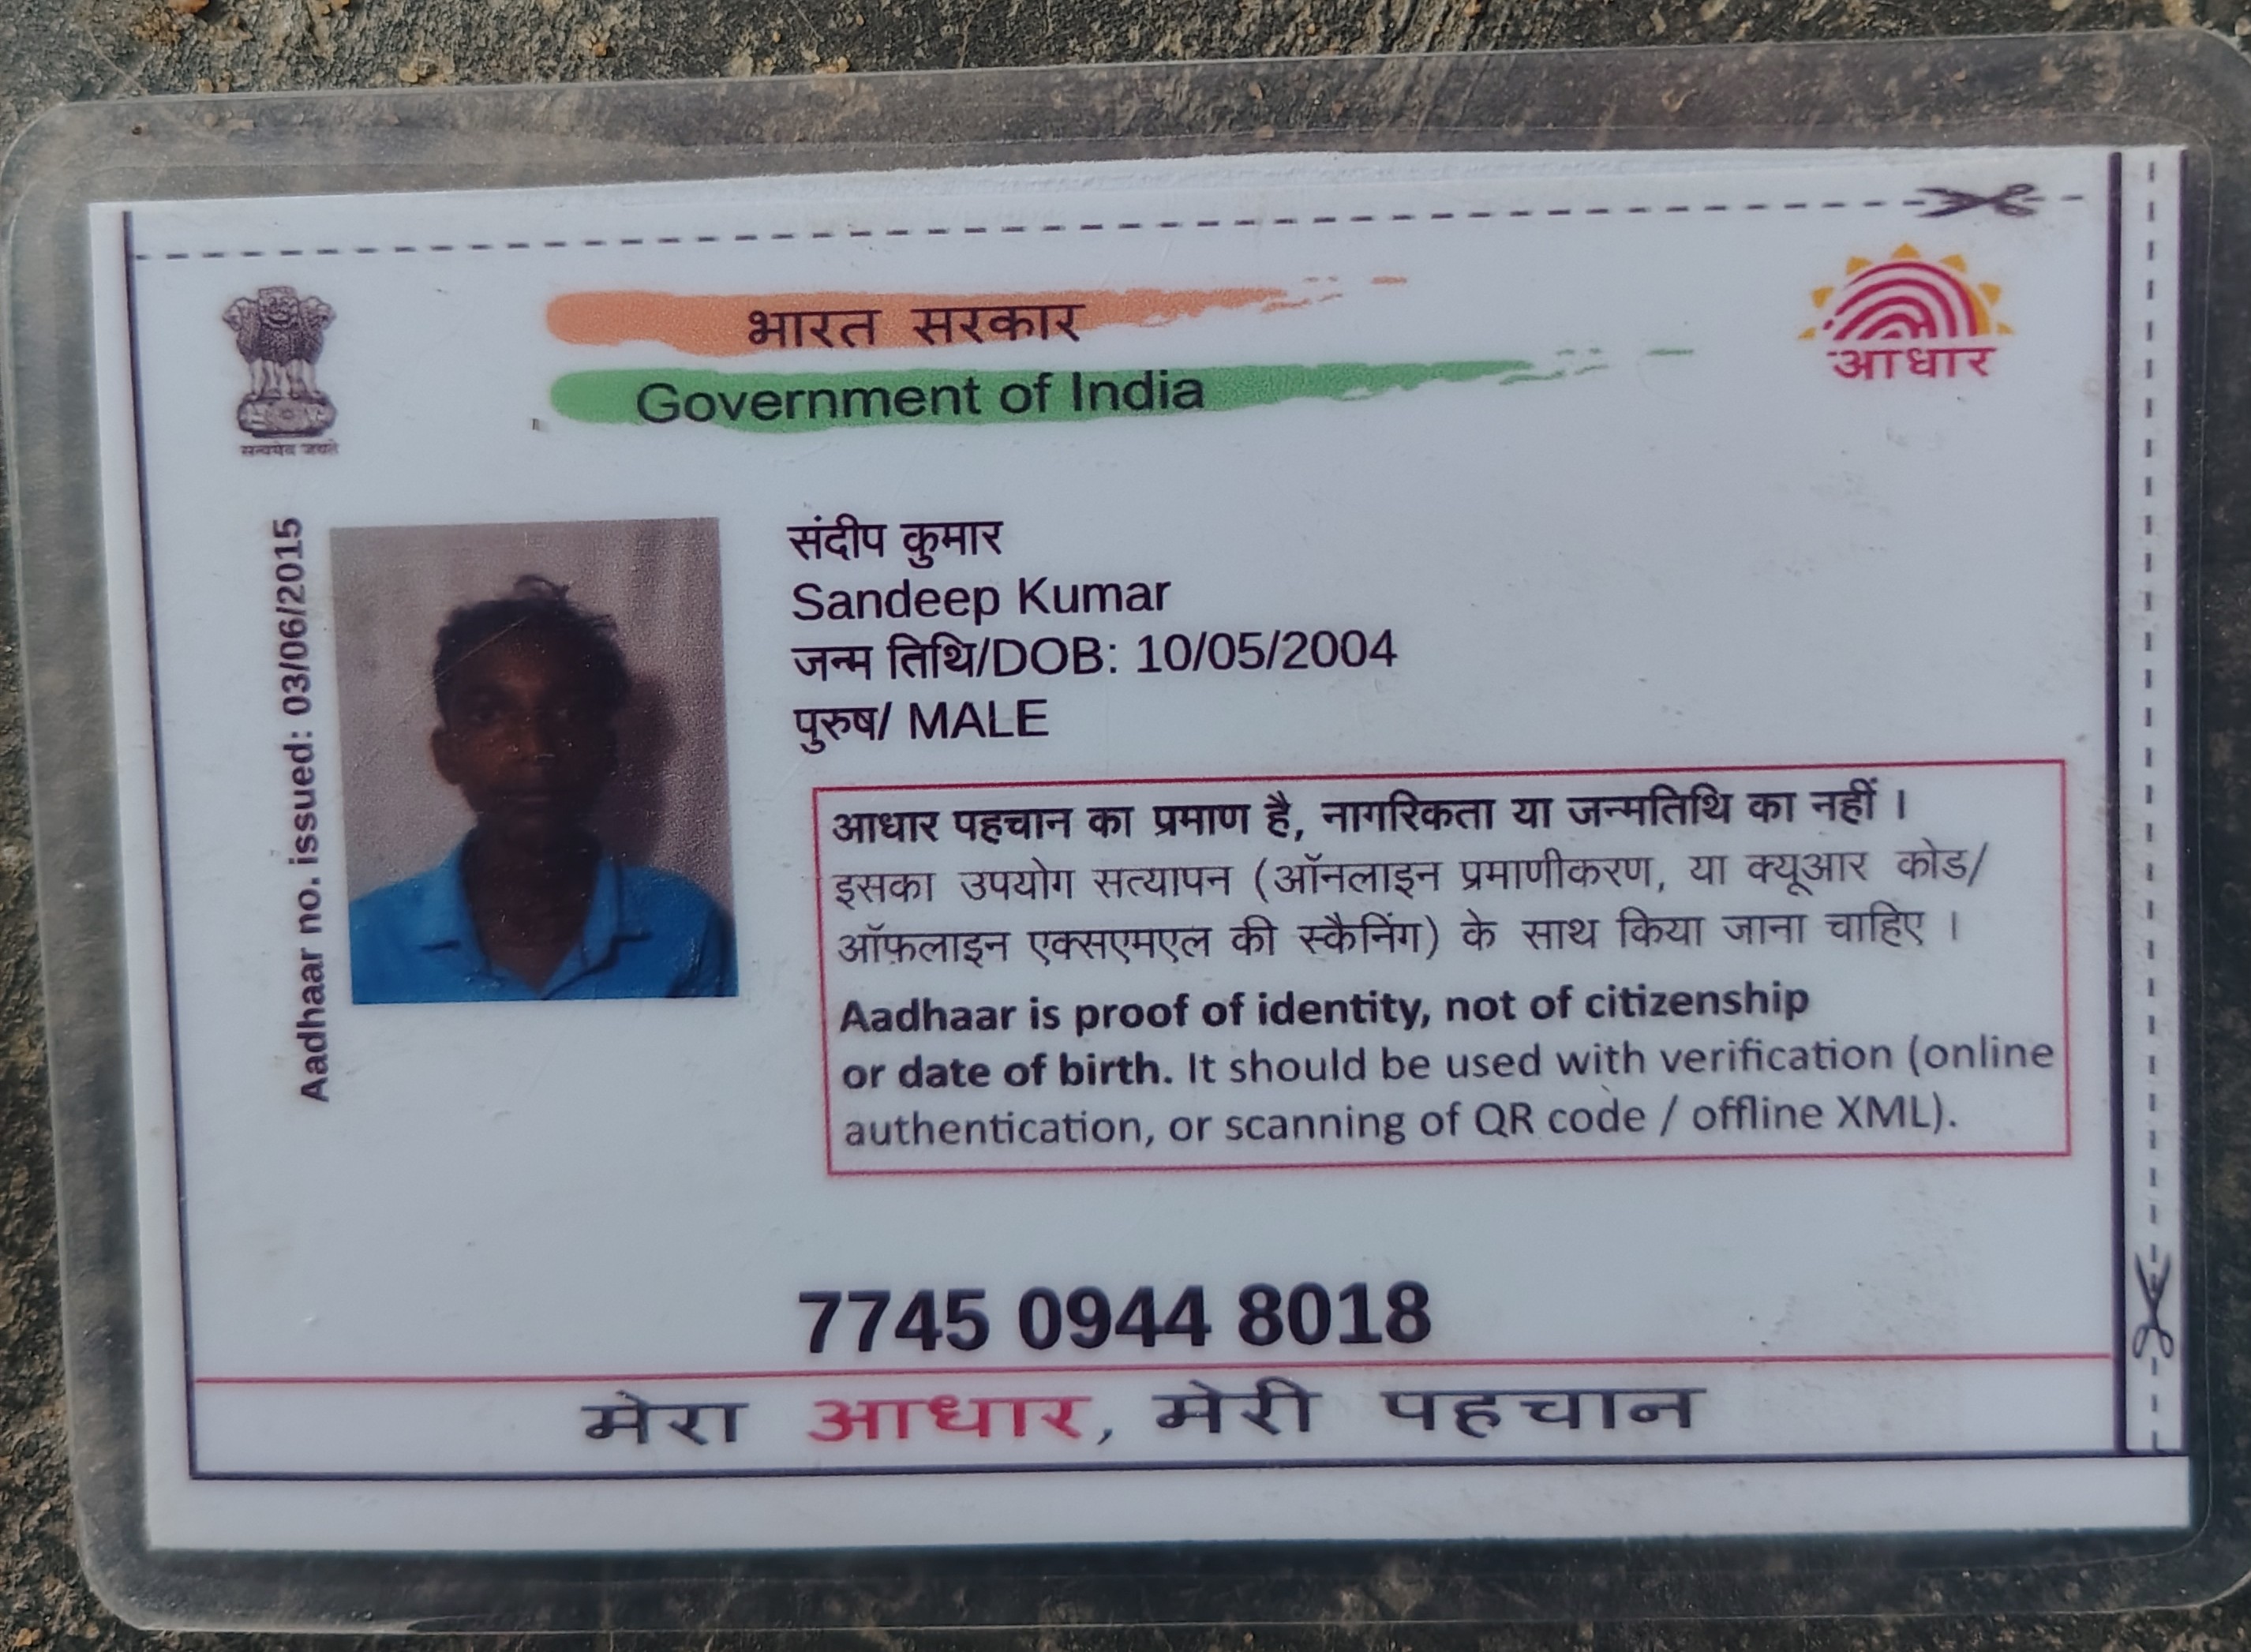 भारत सरकार
Government of India
आधार
सत्यमेव जयते
Aadhaar no. issued: 03/06/2015
संदीप कुमार
Sandeep Kumar
जन्म तिथि/DOB: 10/05/2004
पुरुष/ MALE
आधार पहचान का प्रमाण है, नागरिकता या जन्मतिथि का नहीं ।
इसका उपयोग सत्यापन (ऑनलाइन प्रमाणीकरण, या क्यूआर कोड/
ऑफ़लाइन एक्सएमएल की स्कैनिंग) के साथ किया जाना चाहिए ।
Aadhaar is proof of identity, not of citizenship
or date of birth. It should be used with verification (online
authentication, or scanning of QR code / offline XML).
7745 0944 8018
मेरा आधार, मेरी पहचान